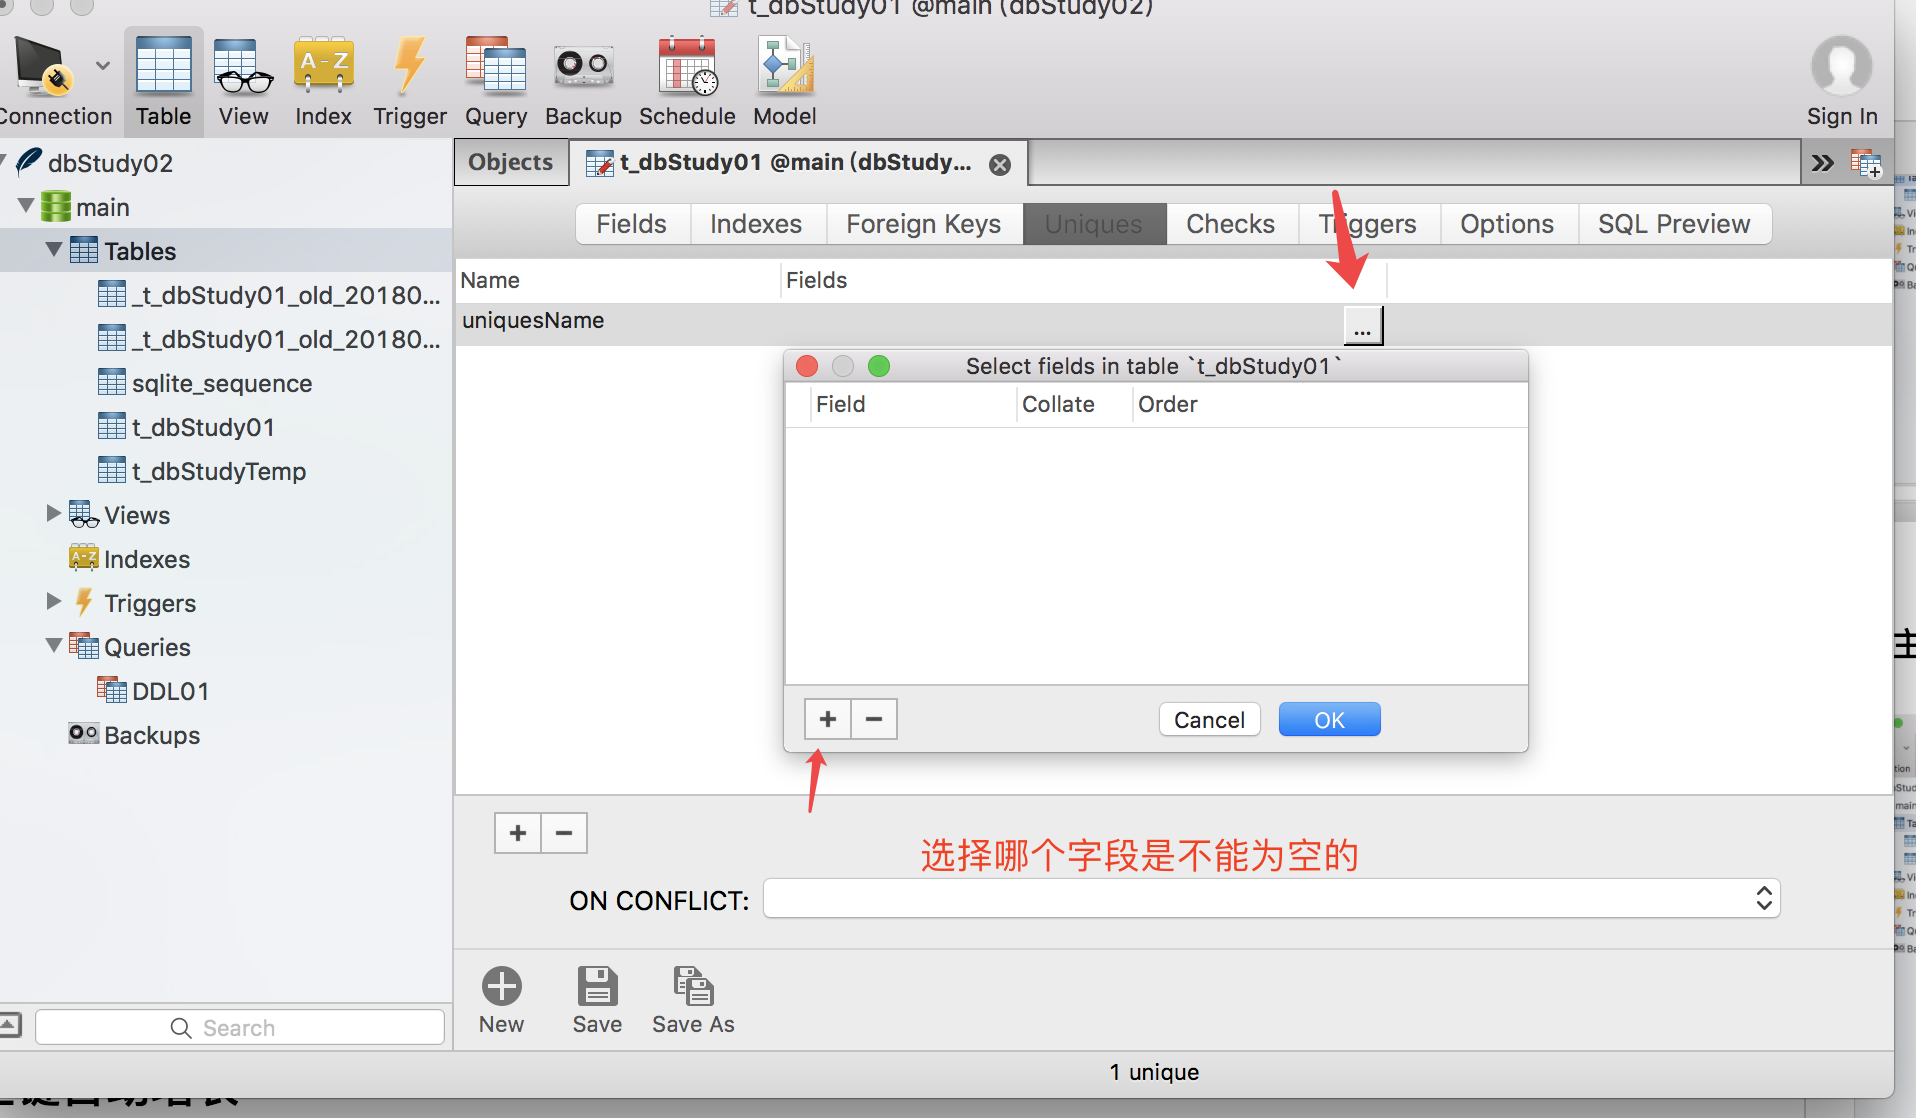 t_dbStudy01 @main (dbStudy02)
Connection
Table
View
Index
Trigger
Query
Backup
Schedule
Model
Sign In
dbStudy02
main
Tables
_t_dbStudy01_old_20180...
_t_dbStudy01_old_20180...
sqlite_sequence
t_dbStudy01
t_dbStudyTemp
Views
Indexes
Triggers
Queries
DDL01
Backups
Search
Objects
t_dbStudy01 @main (dbStudy...
Fields
Indexes
Foreign Keys
Uniques
Checks
Triggers
Options
SQL Preview
Name
Fields
uniquesName
...
Select fields in table `t_dbStudy01`
Field
Collate
Order
Cancel
OK
选择哪个字段是不能为空的
ON CONFLICT:
New
Save
Save As
1 unique